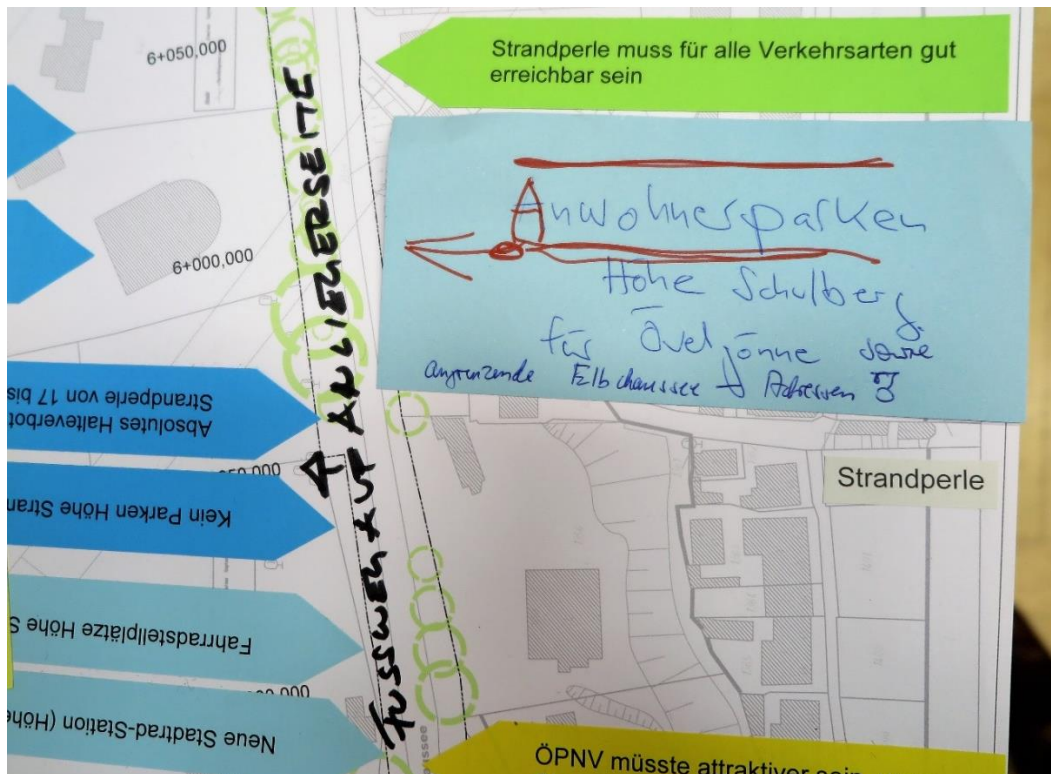 6+050,000
Strandperle muss für alle Verkehrsarten gut
erreichbar sein
Anwohnerparken
Höhe Schulberg
für Övelgönne sowie
angrenzende Elbchaussee Adressen
6+000,000
FUSSWEG AUF ANLIEGERSEITE
Absolutes Halteverbot
Strandperle von 17 bis
Kein Parken Höhe Stran
Fahrradstellplätze Höhe S
Neue Stadtrad-Station (Höhe
Strandperle
ÖPNV müsste attraktiver sein